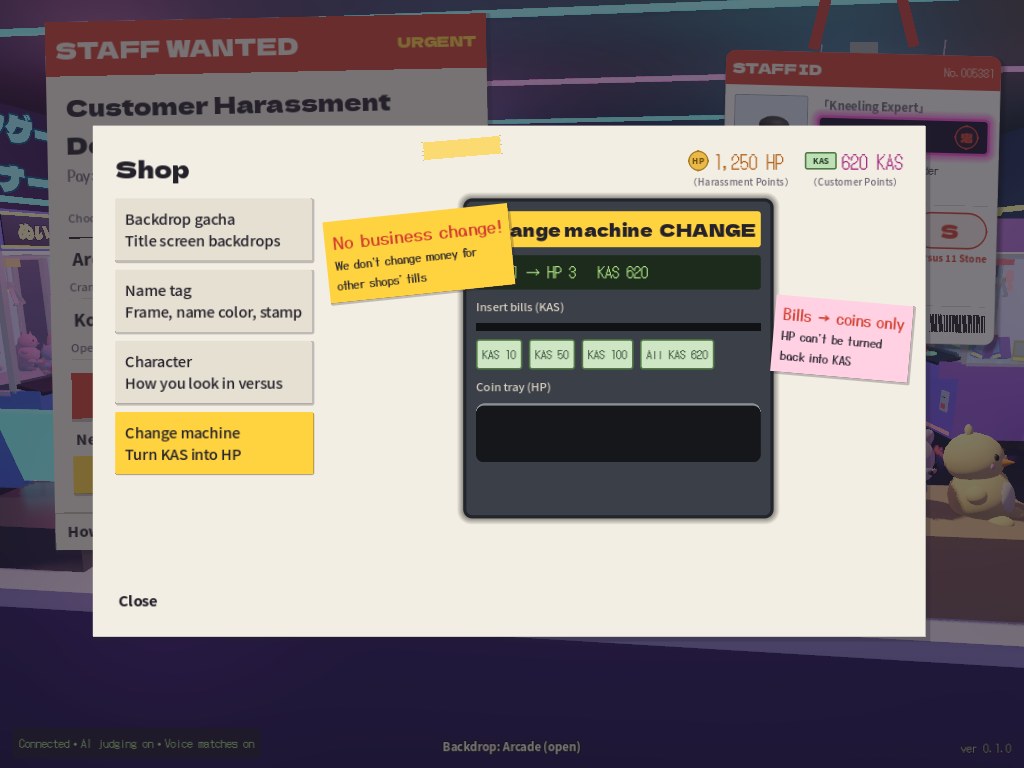 STAFF WANTED
URGENT
Customer Harassment
STAFF ID
No. 005381
「Kneeling Expert」
Shop
HP 1,250 HP
(Harassment Points)
KAS 620 KAS
(Customer Points)
Backdrop gacha
Title screen backdrops
Name tag
Frame, name color, stamp
Character
How you look in versus
Change machine
Turn KAS into HP
No business change!
We don't change money for
other shops' tills
machine CHANGE
→ HP 3 KAS 620
Insert bills (KAS)
KAS 10
KAS 50
KAS 100
All KAS 620
Coin tray (HP)
Bills → coins only
HP can't be turned
back into KAS
S
11 Stone
Close
Connected • AI judging on • Voice matches on
Backdrop: Arcade (open)
ver 0.1.0